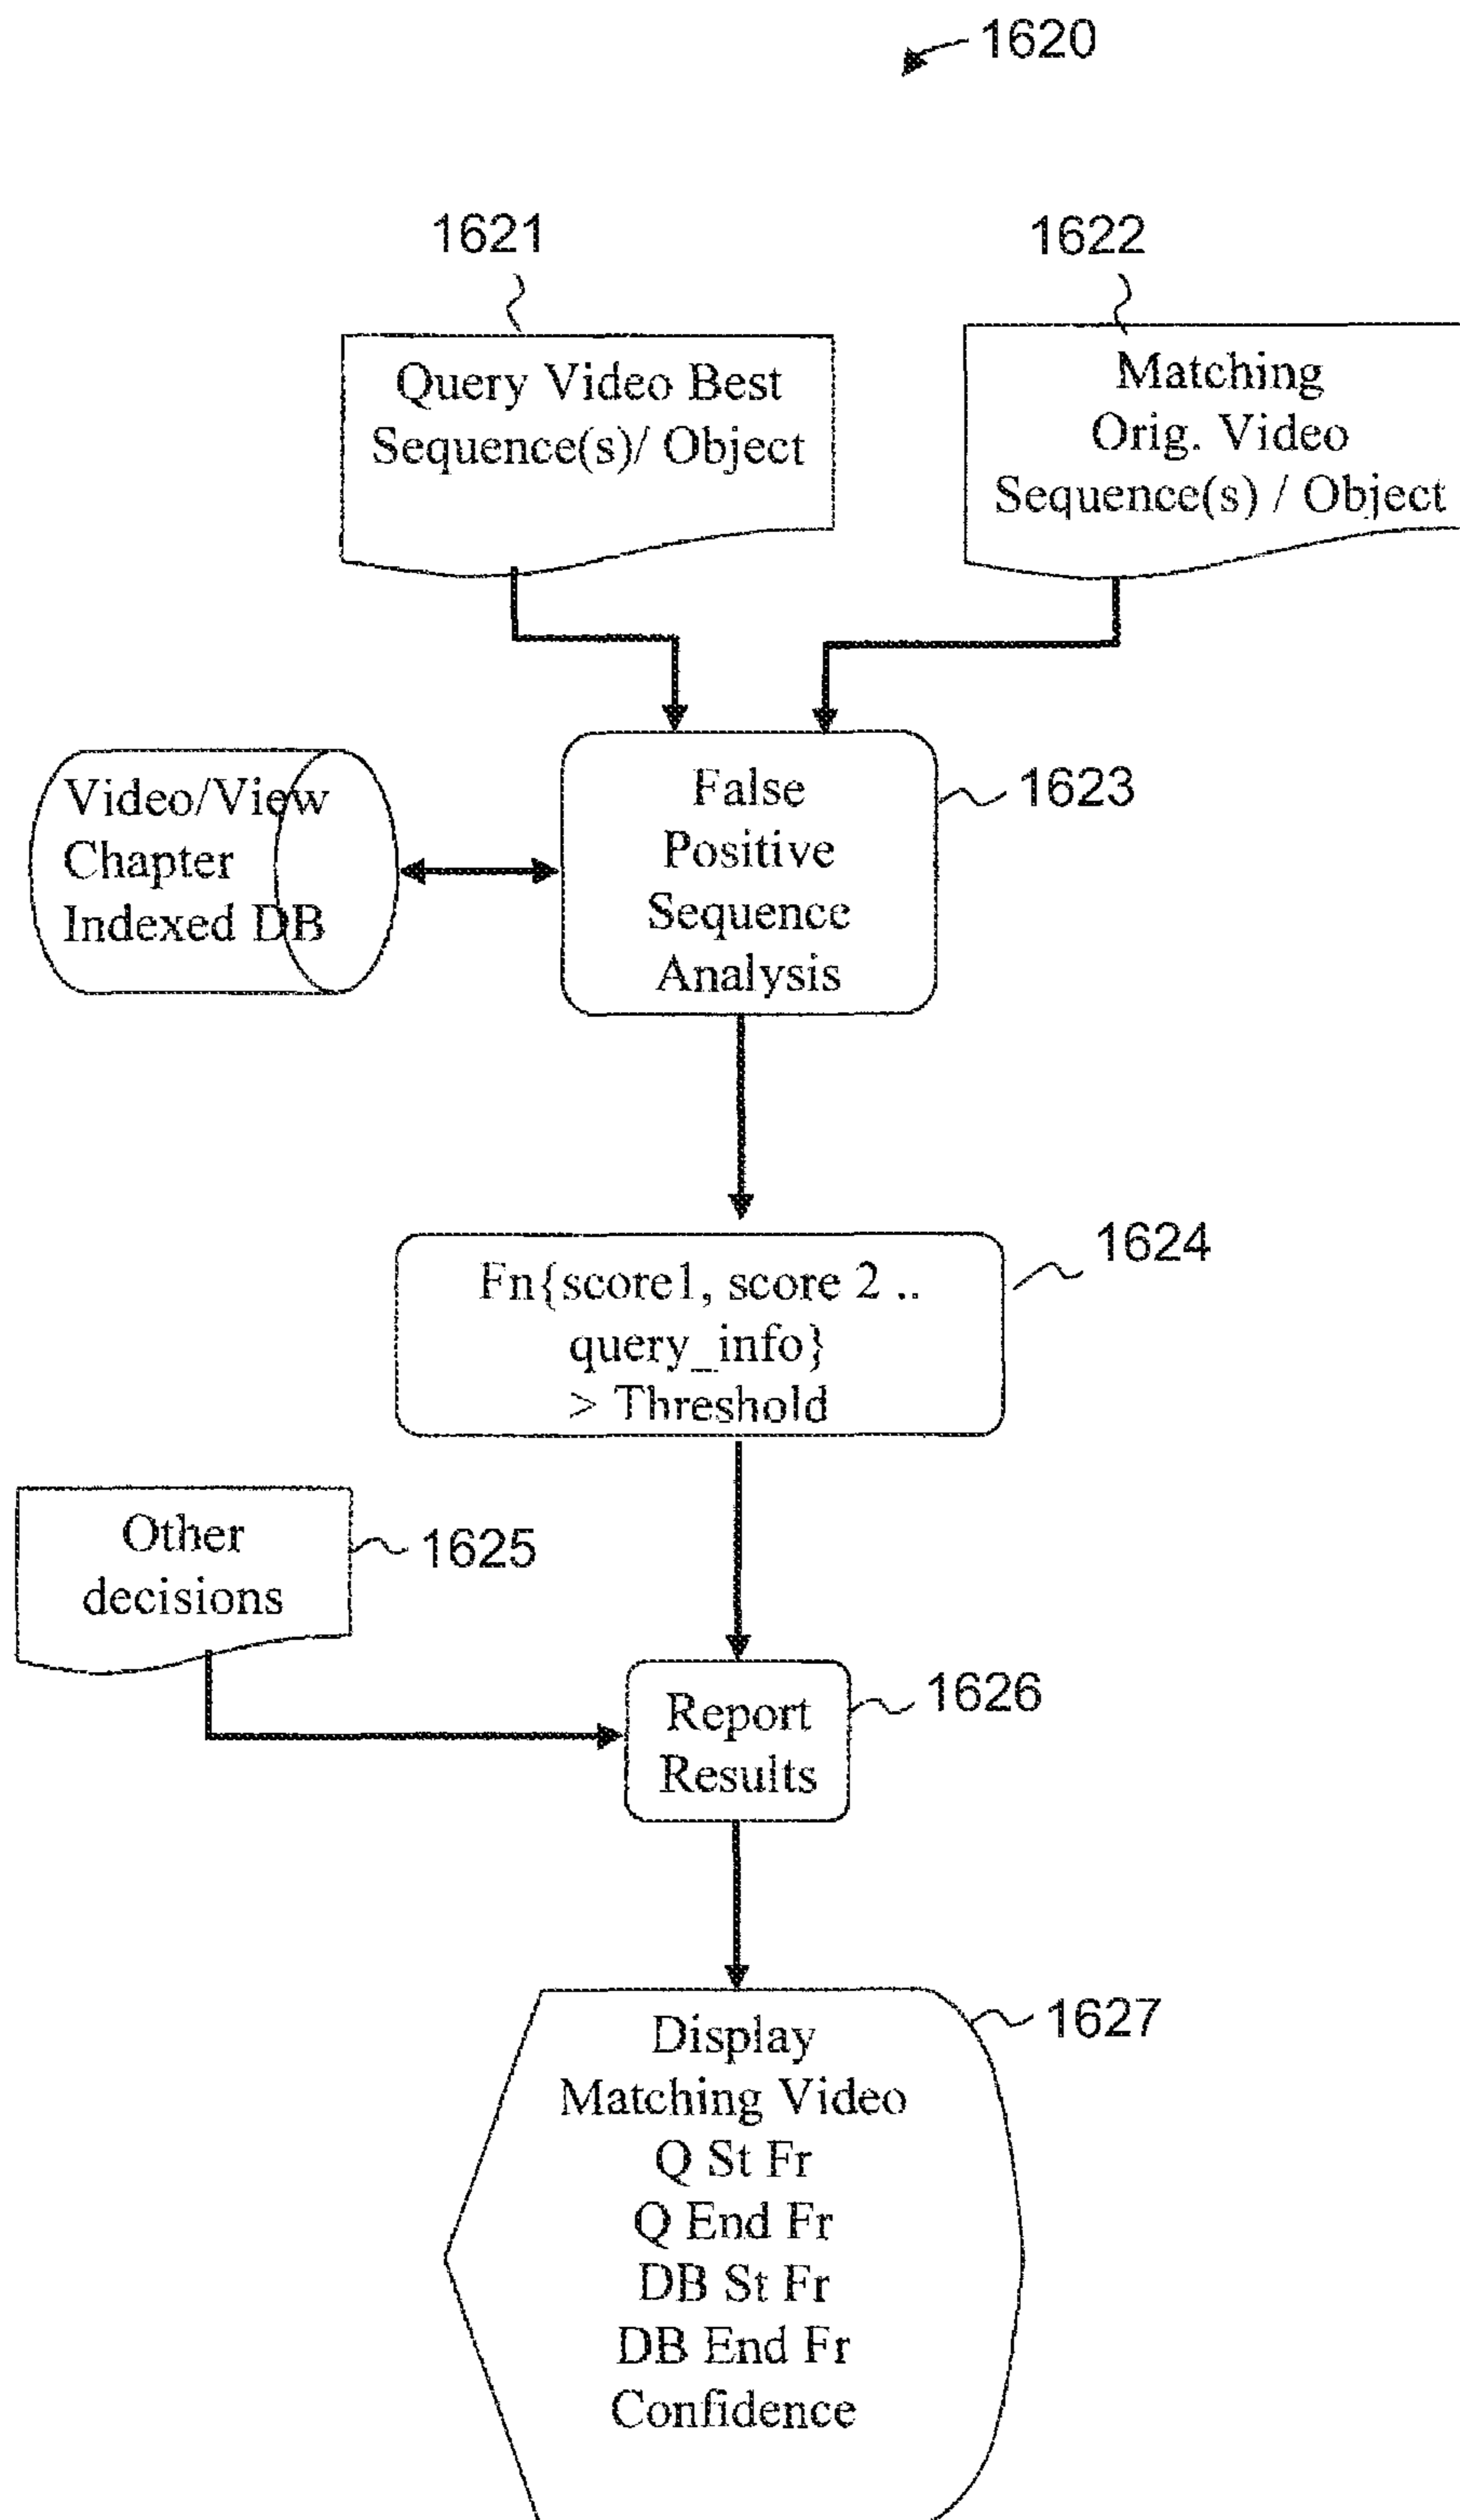 1620
1621
1622
Query Video Best
Sequence(s)/ Object
Matching
Orig. Video
Sequence(s) / Object
Video/View
Chapter
Indexed DB
False
Positive
Sequence
Analysis
1623
Fn{score1, score 2 ..
query_info}
> Threshold
1624
Other
decisions
1625
Report
Results
1626
Display
Matching Video
Q St Fr
Q End Fr
DB St Fr
DB End Fr
Confidence
1627